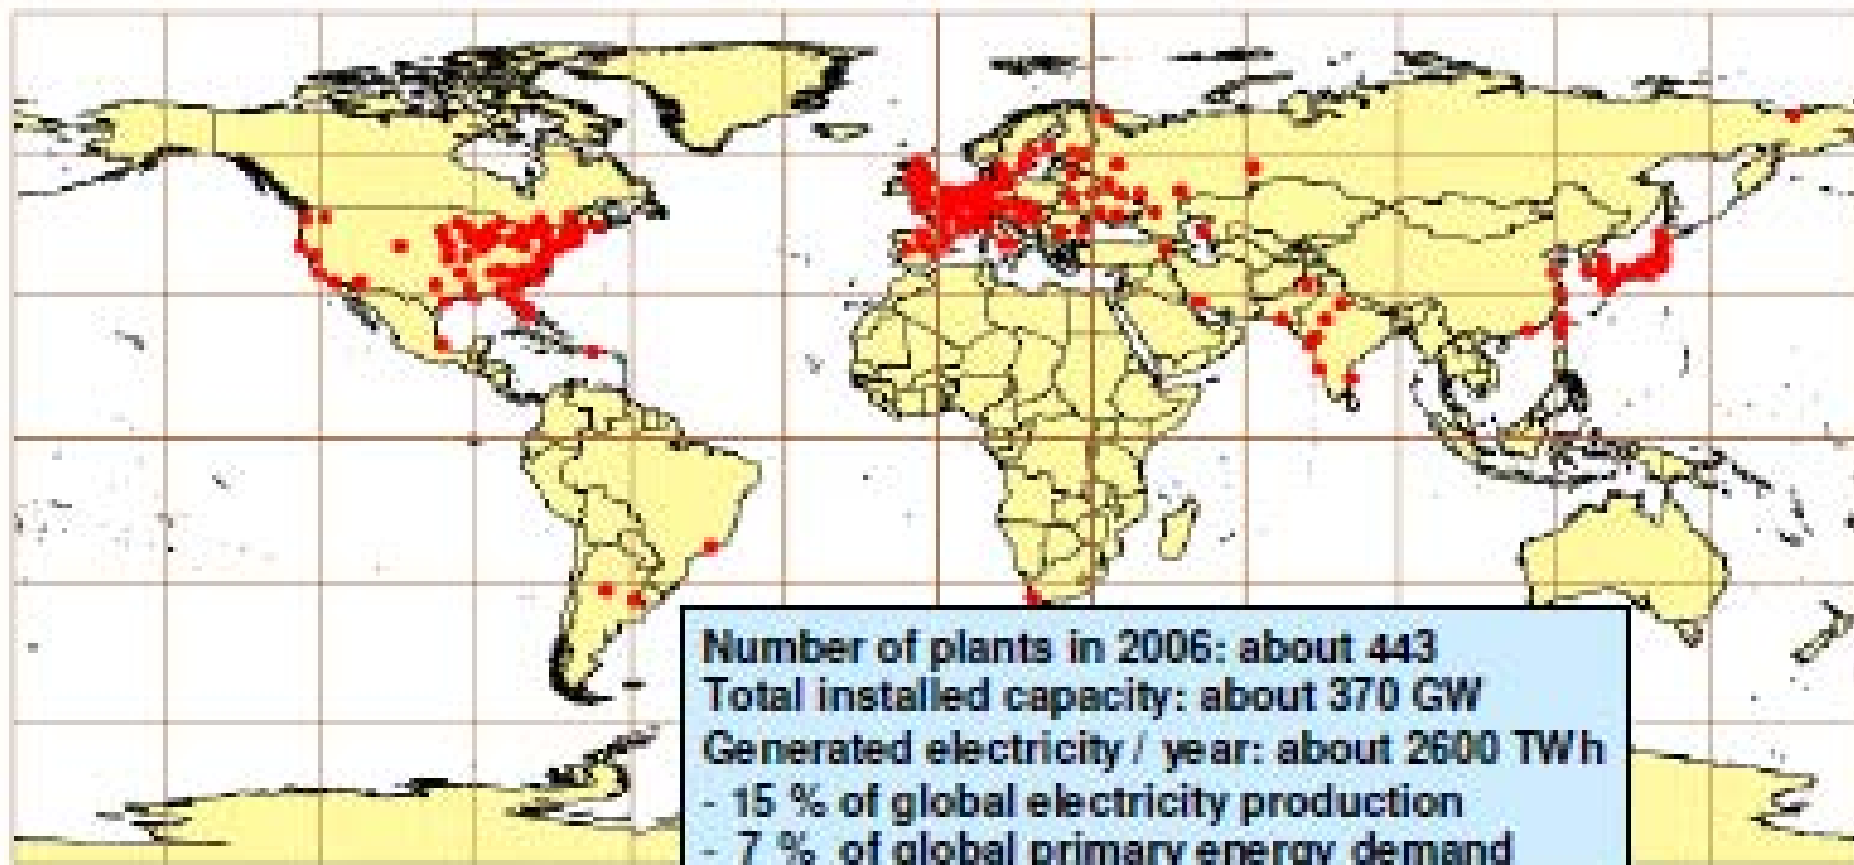 Number of plants in 2006: about 443
Total installed capacity: about 370 GW
Generated electricity / year: about 2600 TWh
- 15 % of global electricity production
- 7 % of global primary energy demand